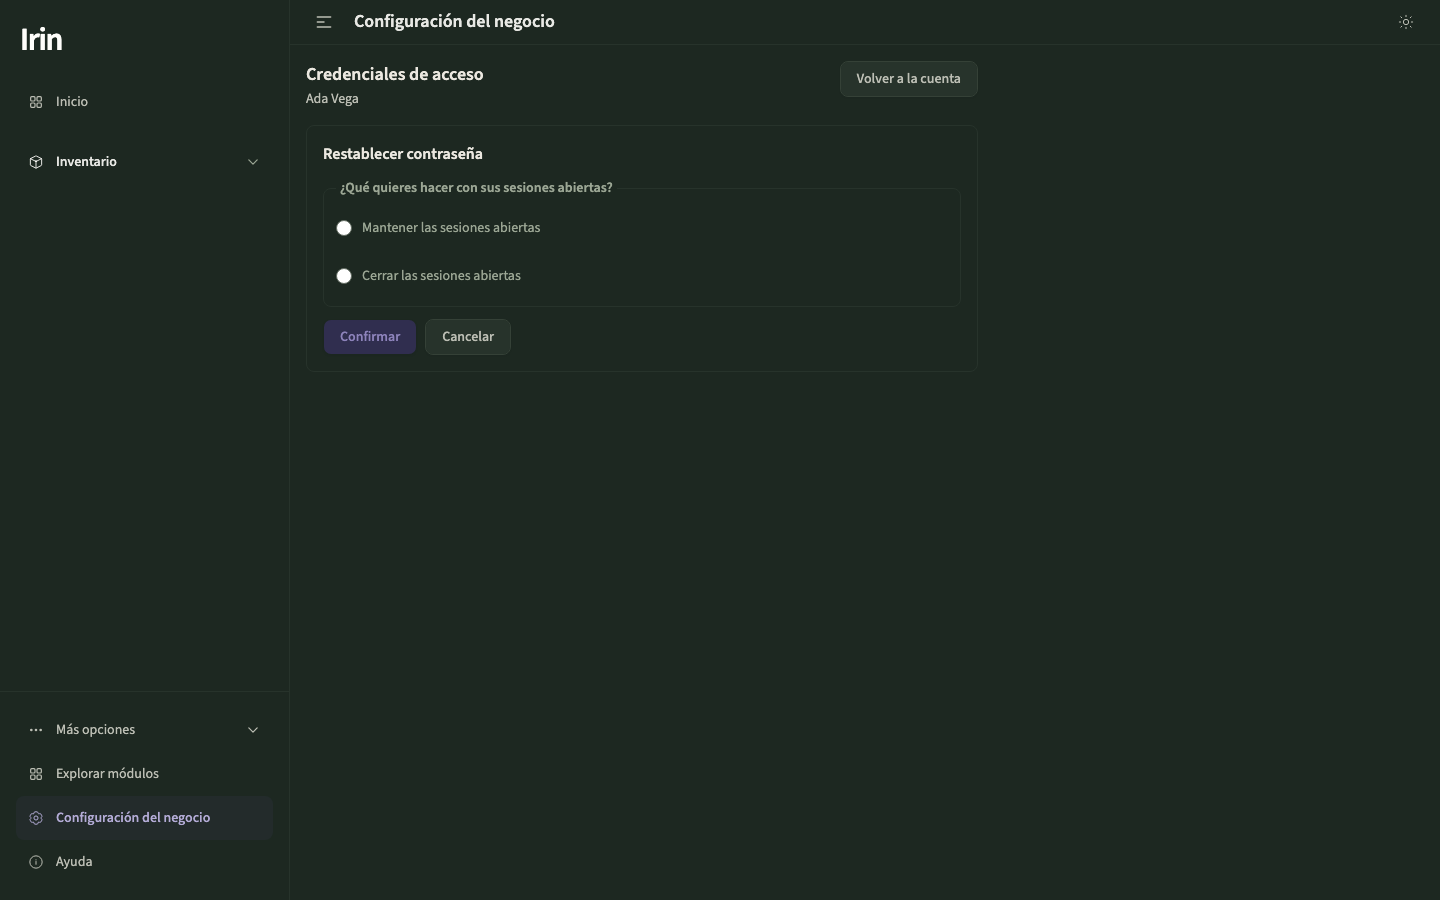 Irin
Inicio
Inventario
Más opciones
Explorar módulos
Configuración del negocio
Ayuda
Configuración del negocio
Credenciales de acceso
Ada Vega
Volver a la cuenta
Restablecer contraseña
¿Qué quieres hacer con sus sesiones abiertas?
Mantener las sesiones abiertas
Cerrar las sesiones abiertas
Confirmar
Cancelar